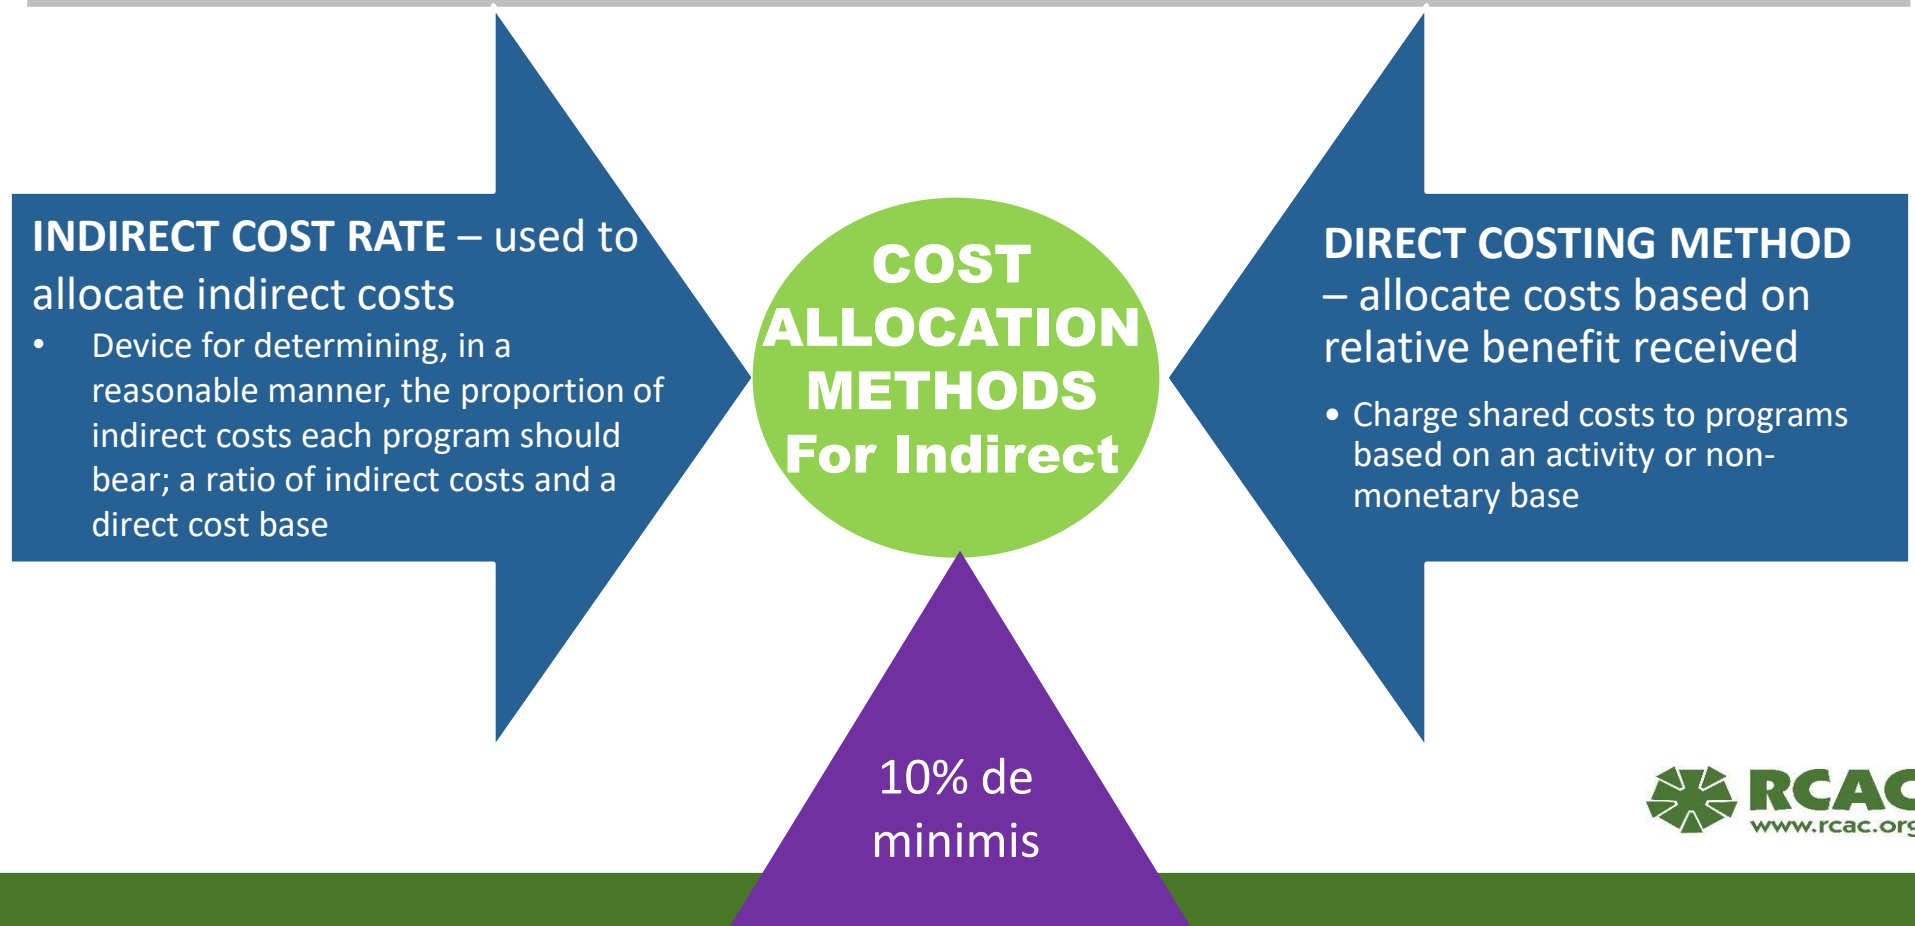 INDIRECT COST RATE – used to
allocate indirect costs
• Device for determining, in a
reasonable manner, the proportion of
indirect costs each program should
bear; a ratio of indirect costs and a
direct cost base
COST
ALLOCATION
METHODS
For Indirect
DIRECT COSTING METHOD
– allocate costs based on
relative benefit received
• Charge shared costs to programs
based on an activity or non-
monetary base
10% de
minimis
RCAC
www.rcac.org